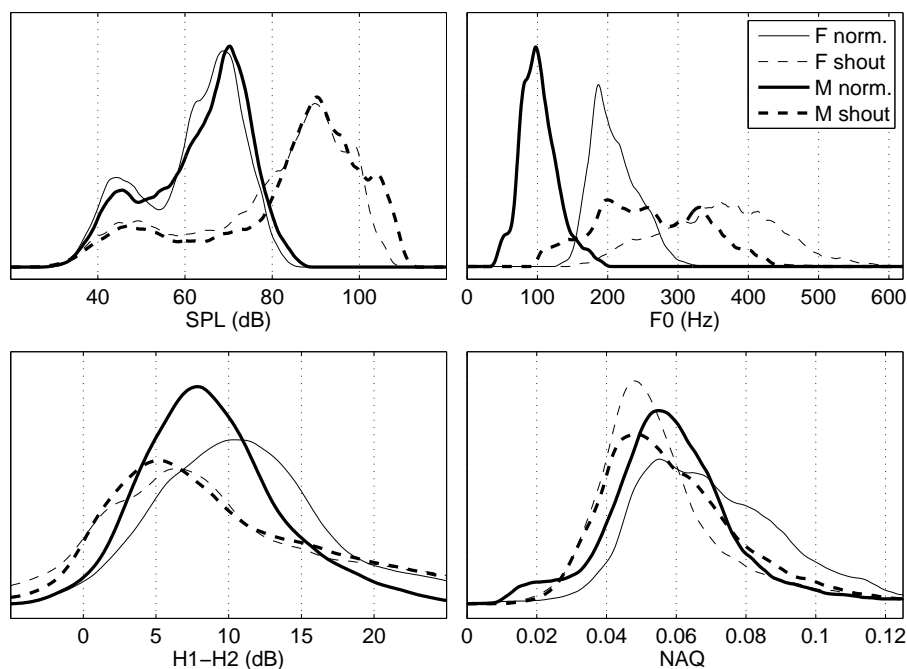 F norm.
F shout
M norm.
M shout
40 60 80 100
SPL (dB)
0 100 200 300 400 500 600
F0 (Hz)
0 5 10 15 20
H1−H2 (dB)
0 0.02 0.04 0.06 0.08 0.1 0.12
NAQ